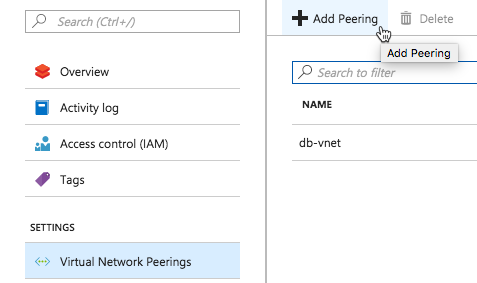 Search (Ctrl+/)
Overview
Activity log
Access control (IAM)
Tags
SETTINGS
Virtual Network Peerings
Add Peering
Delete
Add Peering
Search to filter
NAME
db-vnet